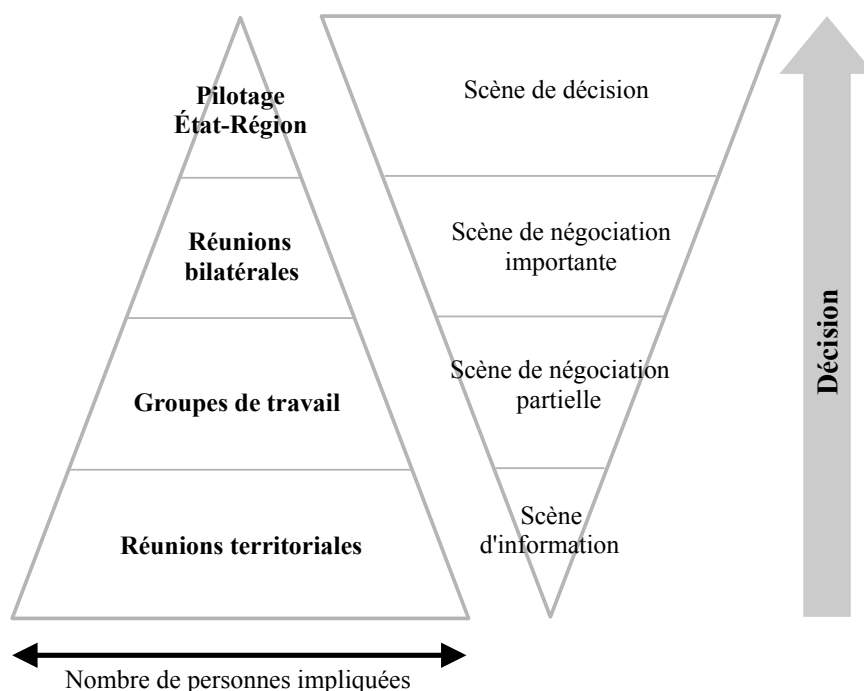 Pilotage
État-Région
Scène de décision
Réunions
bilatérales
Scène de négociation
importante
Groupes de travail
Scène de négociation
partielle
Réunions territoriales
Scène
d'information
Décision
Nombre de personnes impliquées